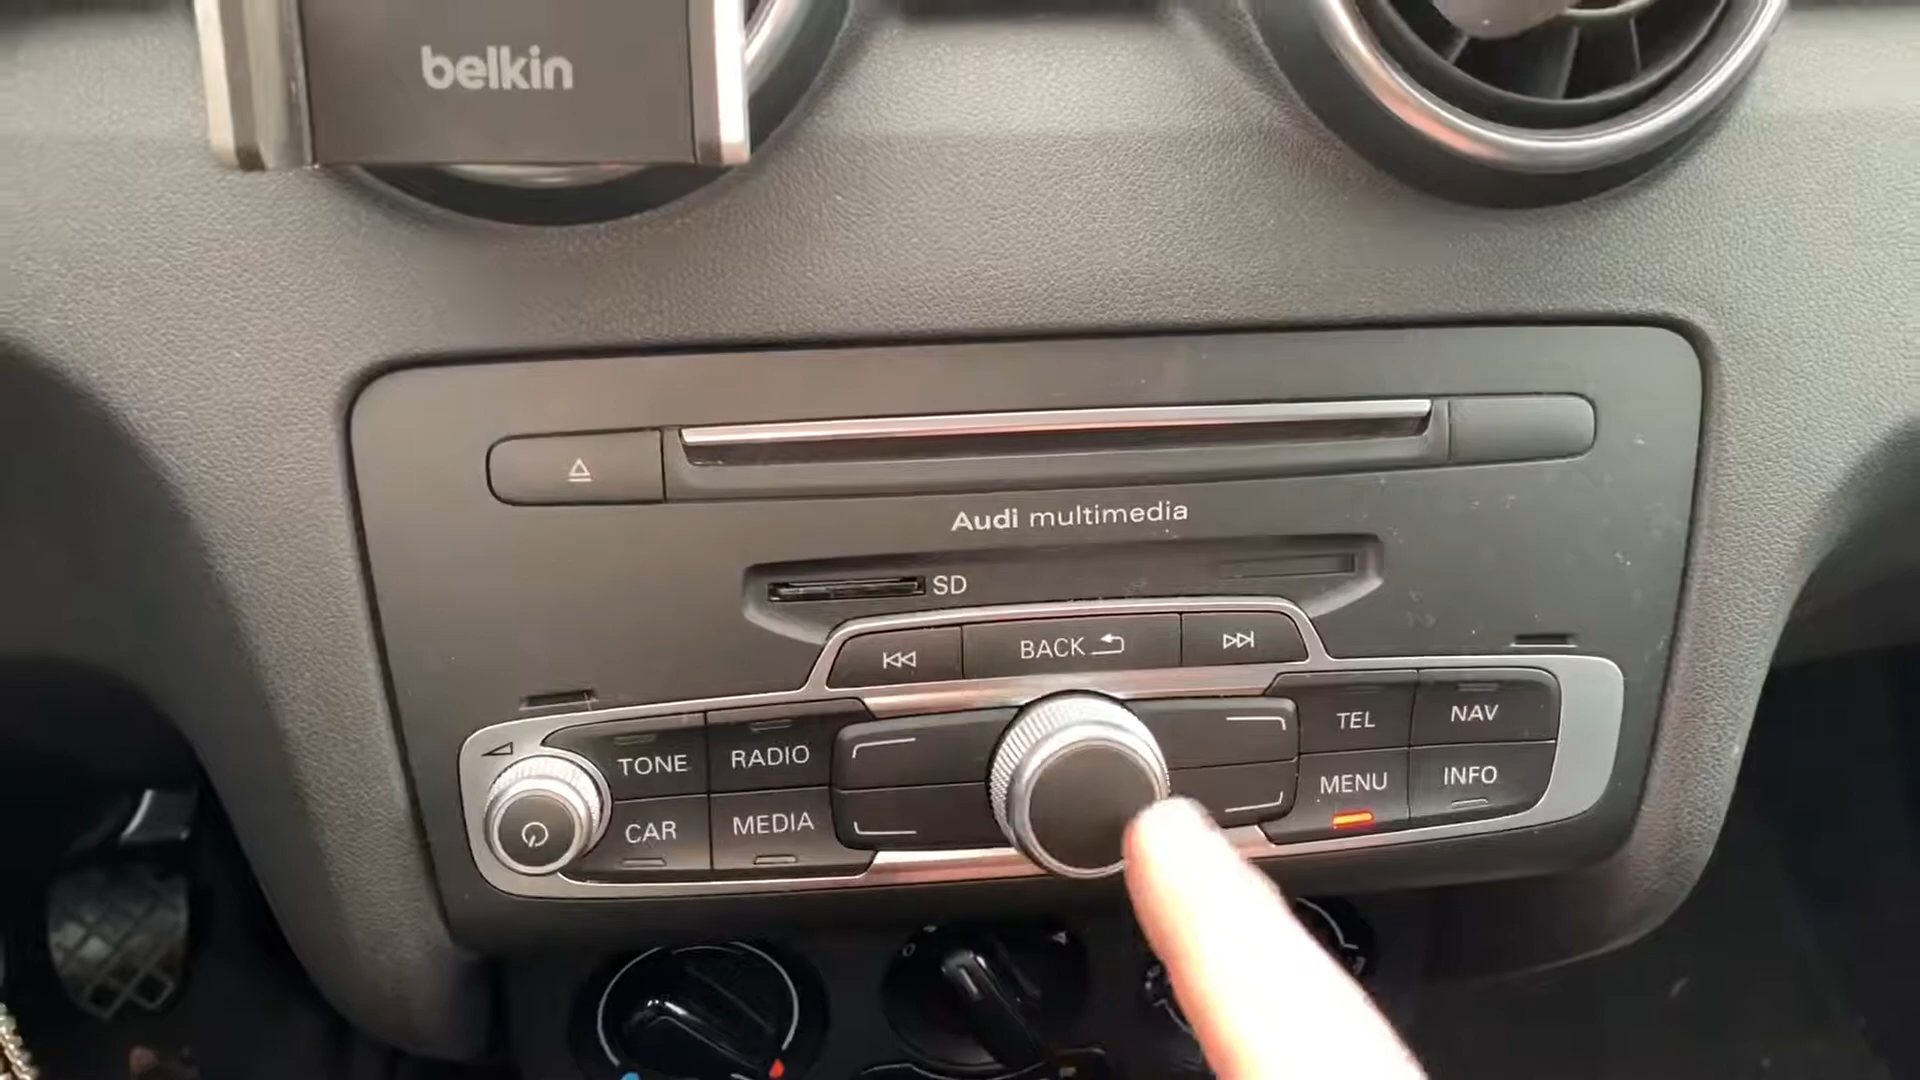 belkin
Audi multimedia
SD
BACK
TONE
RADIO
TEL
NAV
CAR
MEDIA
MENU
INFO